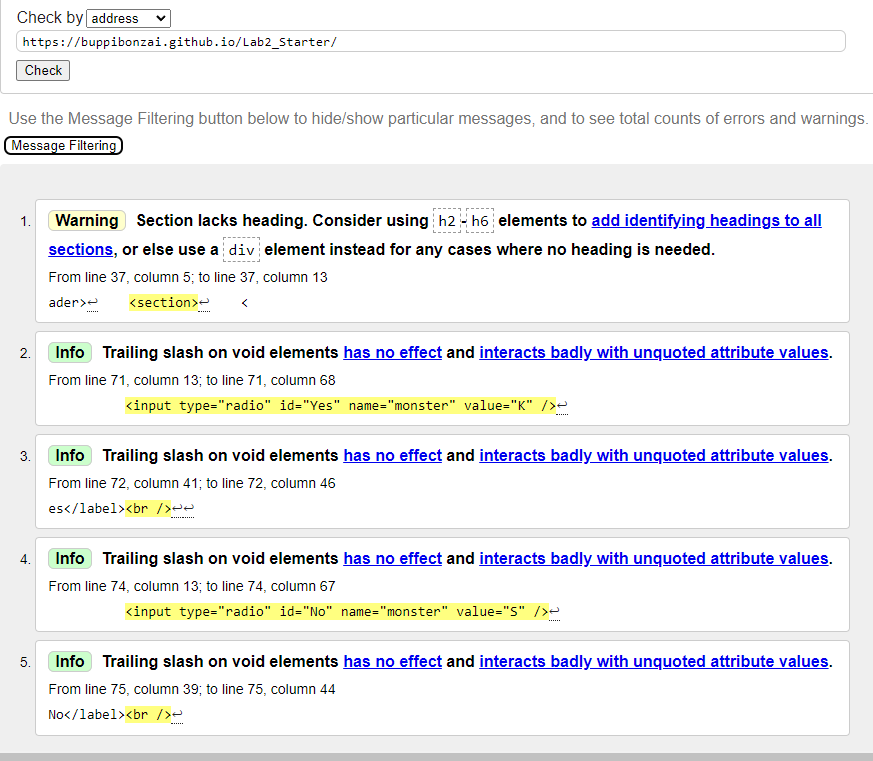 Check by address
https://buppibonzai.github.io/Lab2_Starter/
Check
Use the Message Filtering button below to hide/show particular messages, and to see total counts of errors and warnings.
Message Filtering
1. Warning Section lacks heading. Consider using h2-h6 elements to add identifying headings to all
sections, or else use a div element instead for any cases where no heading is needed.
From line 37, column 5; to line 37, column 13
ader>↩ <section>↩ <
2. Info Trailing slash on void elements has no effect and interacts badly with unquoted attribute values.
From line 71, column 13; to line 71, column 68
<input type="radio" id="Yes" name="monster" value="K" />↩
3. Info Trailing slash on void elements has no effect and interacts badly with unquoted attribute values.
From line 72, column 41; to line 72, column 46
es</label><br />↩↩
4. Info Trailing slash on void elements has no effect and interacts badly with unquoted attribute values.
From line 74, column 13; to line 74, column 67
<input type="radio" id="No" name="monster" value="S" />↩
5. Info Trailing slash on void elements has no effect and interacts badly with unquoted attribute values.
From line 75, column 39; to line 75, column 44
No</label><br />↩